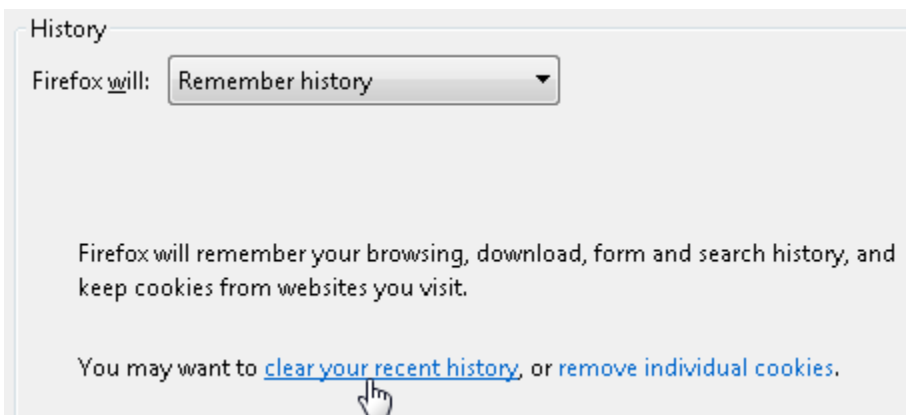 History
Firefox will: Remember history
Firefox will remember your browsing, download, form and search history, and
keep cookies from websites you visit.
You may want to clear your recent history, or remove individual cookies.